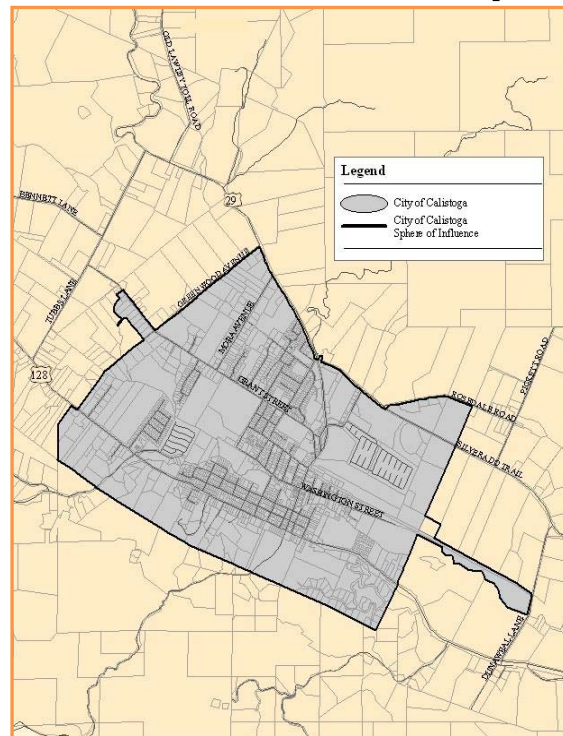 OLD LAWLEY TOLL ROAD
Legend
City of Calistoga
City of Calistoga
Sphere of Influence
BENNETT LANE
29
TUBBS LANE
GREENWOOD AVENUE
MORA AVENUE
128
GRANT STREET
PICKETT ROAD
ROSEDALE ROAD
SILVERADO TRAIL
WASHINGTON STREET
DUNAWEAL LANE